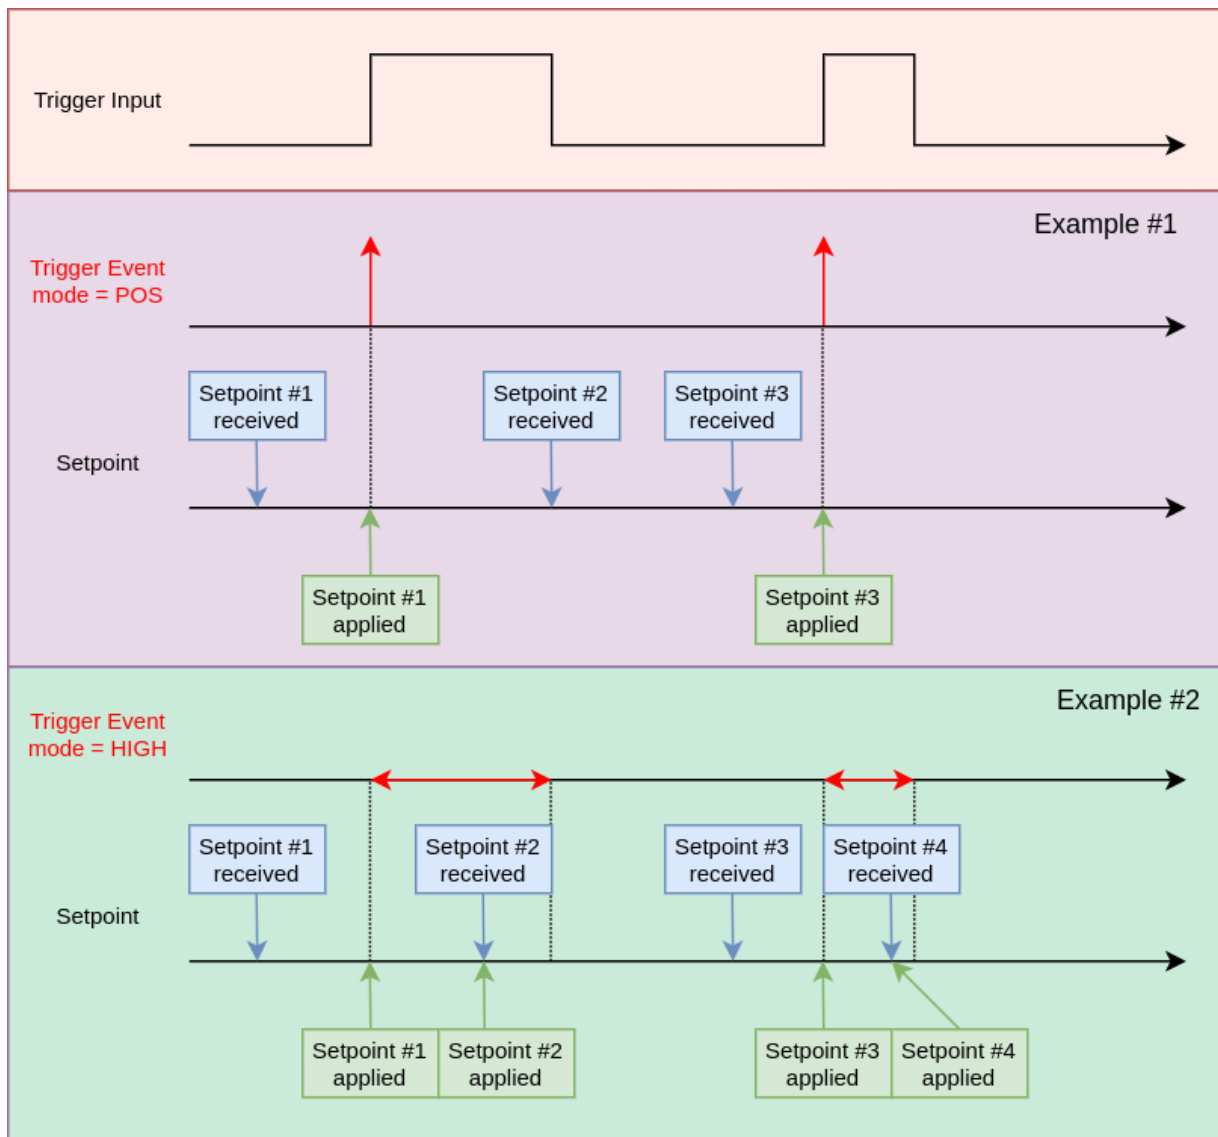 Trigger Input
Example #1
Trigger Event
mode = POS
Setpoint #1
received
Setpoint #2
received
Setpoint #3
received
Setpoint
Setpoint #1
applied
Setpoint #3
applied
Example #2
Trigger Event
mode = HIGH
Setpoint #1
received
Setpoint #2
received
Setpoint #3
received
Setpoint #4
received
Setpoint
Setpoint #1
applied
Setpoint #2
applied
Setpoint #3
applied
Setpoint #4
applied